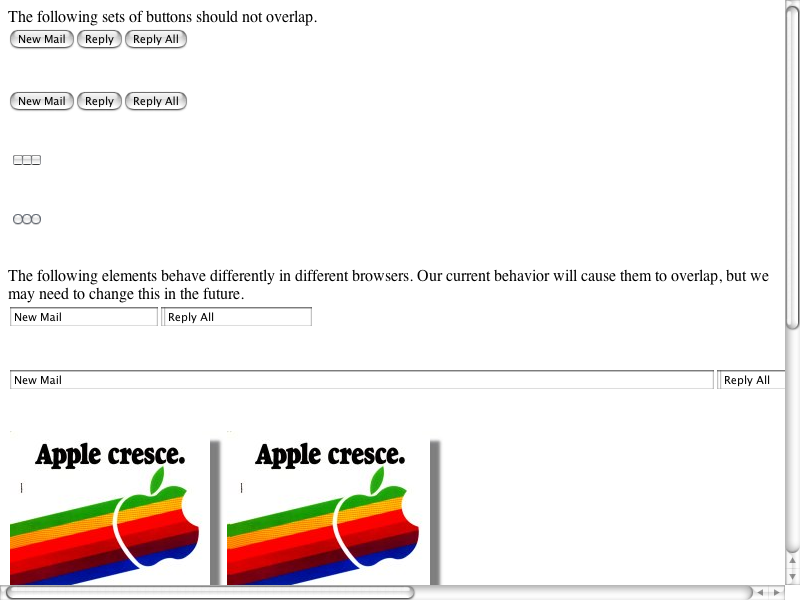 The following sets of buttons should not overlap.
New Mail Reply Reply All
New Mail Reply Reply All
The following elements behave differently in different browsers. Our current behavior will cause them to overlap, but we
may need to change this in the future.
New Mail Reply All
New Mail Reply All
Apple cresce. Apple cresce.